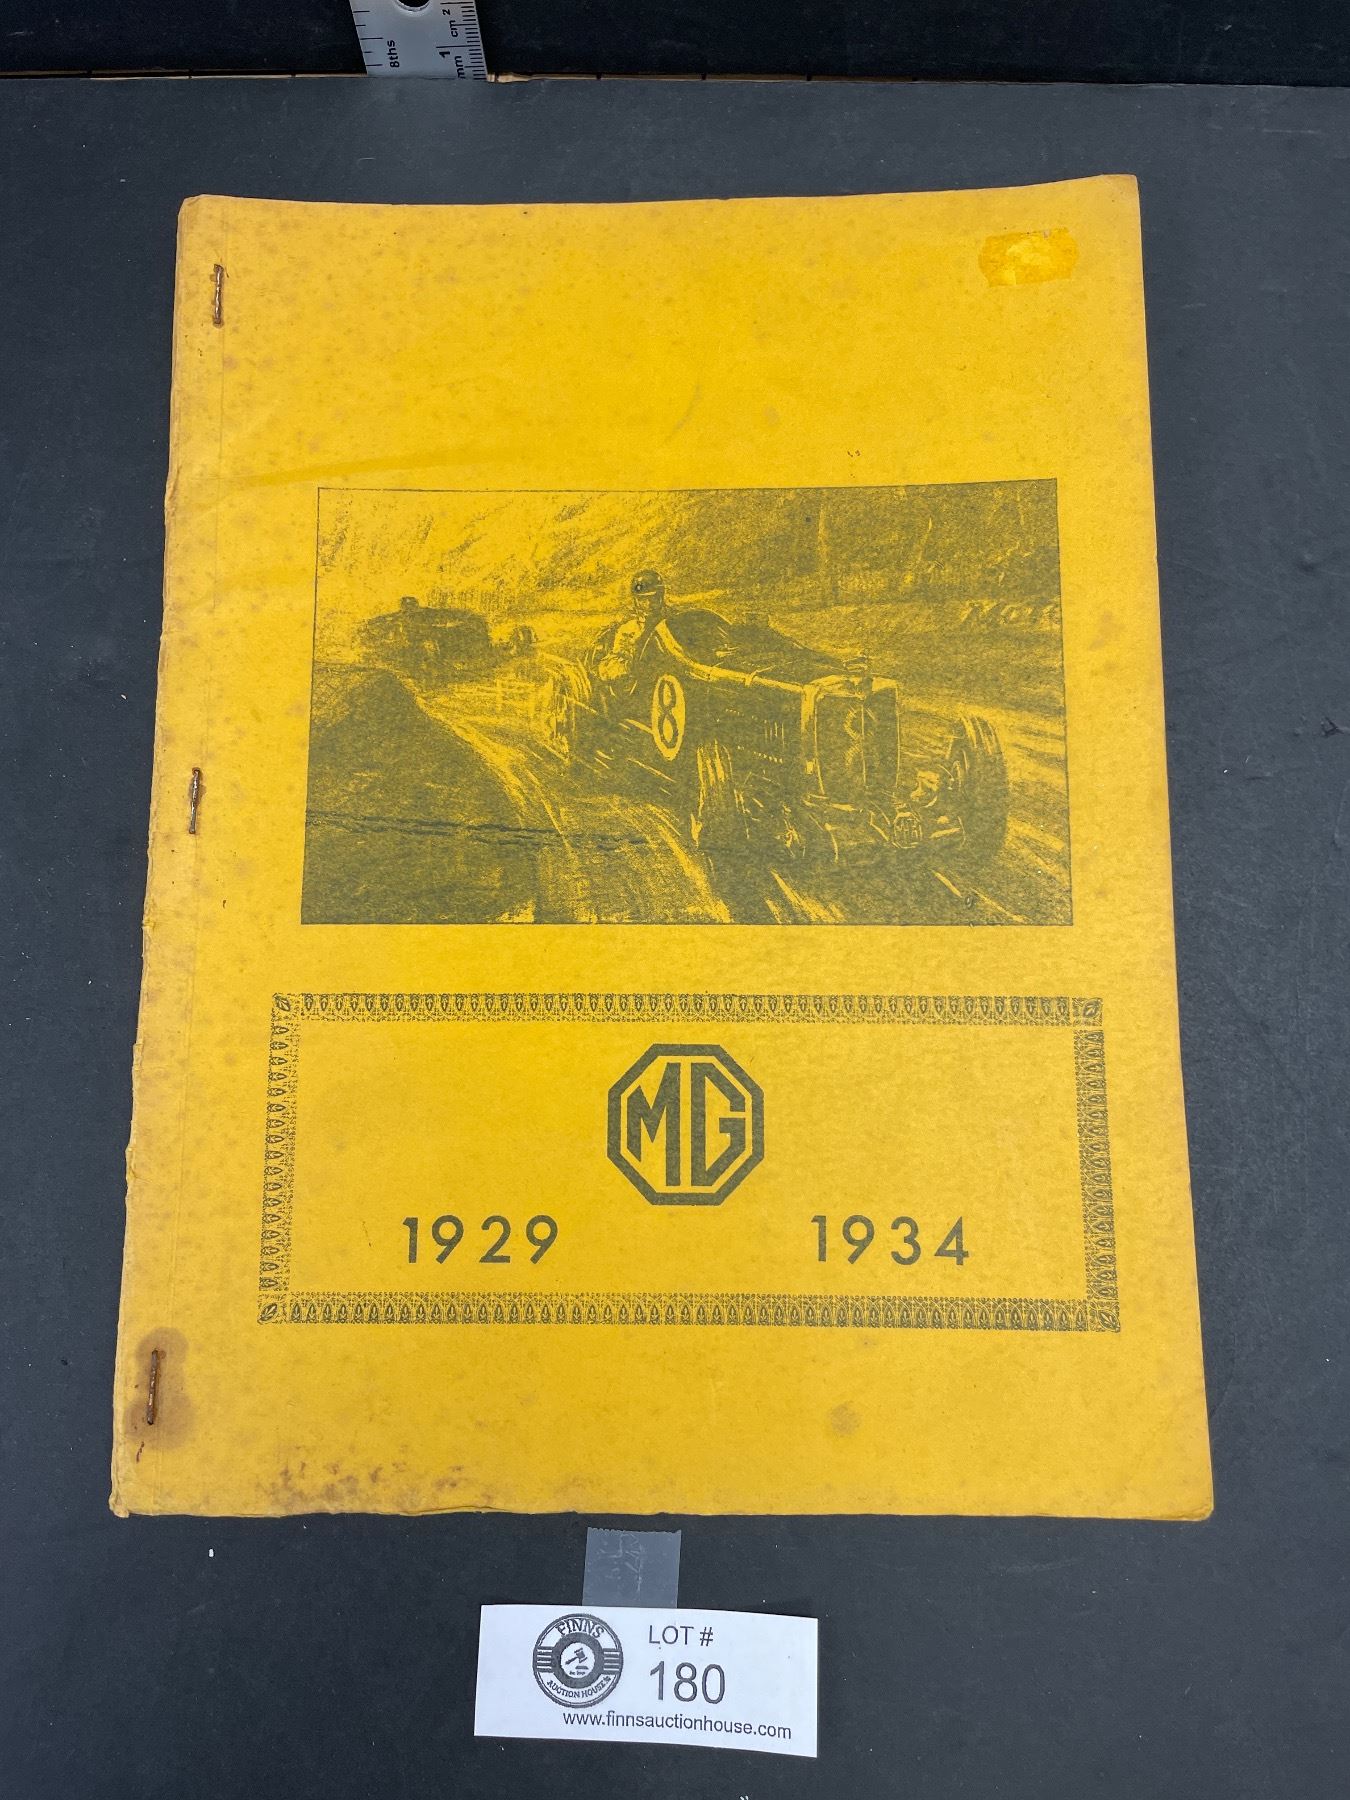 8ths
1
mm
cm 2
8
MG
1929 1934
FINNS
AUCTION HOUSE
LOT #
180
www.finnsauctionhouse.com